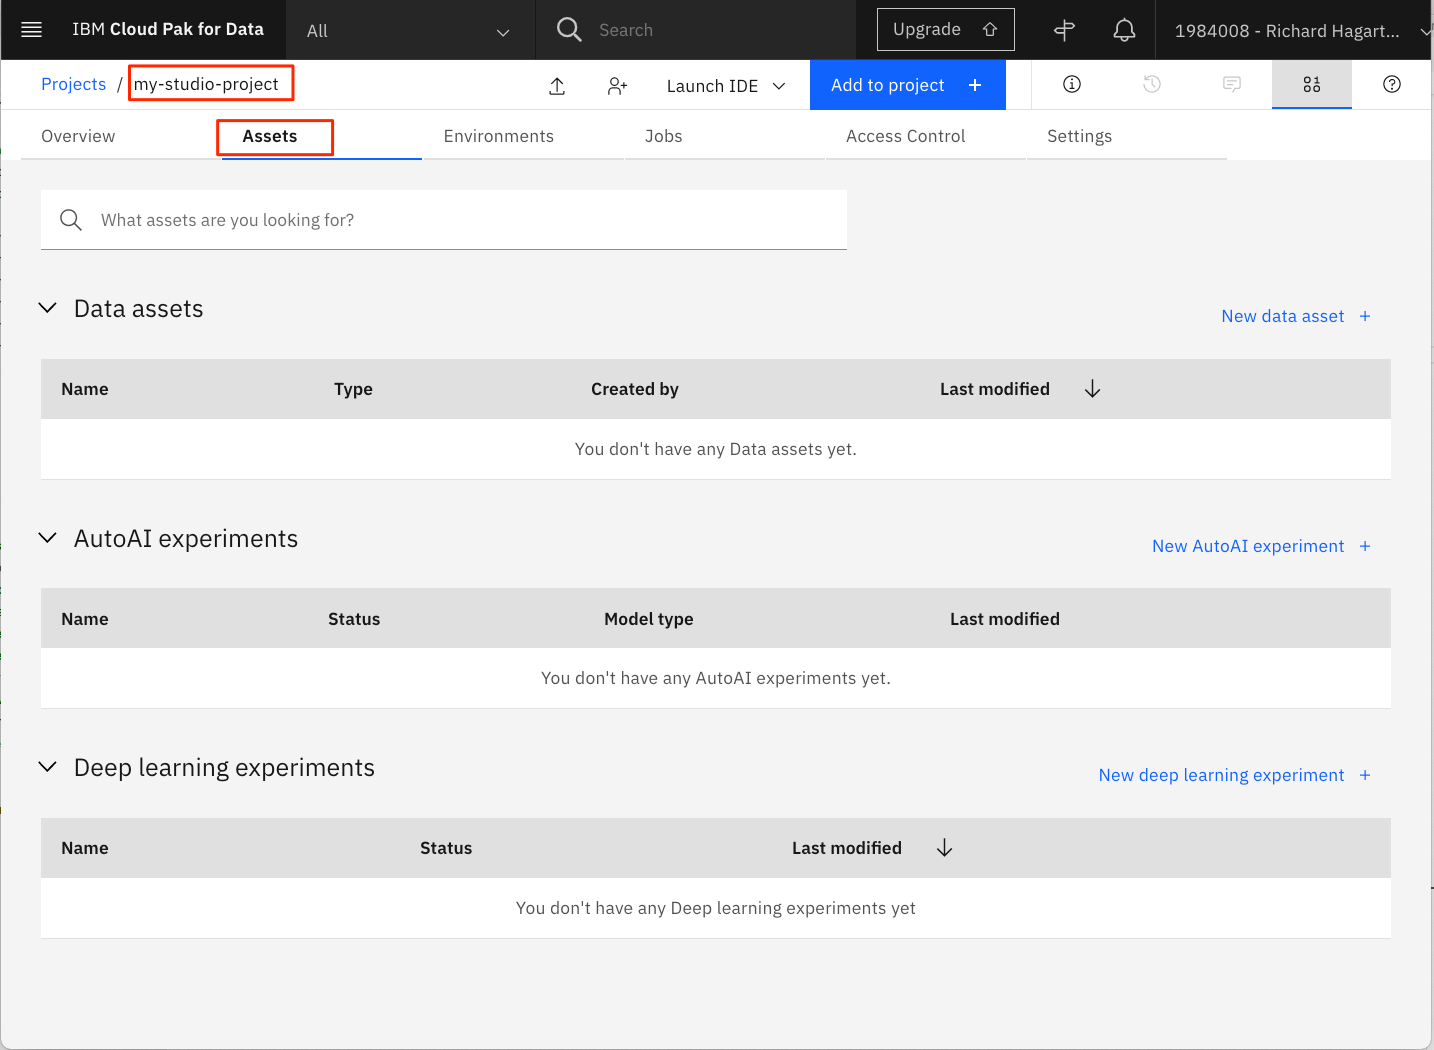 IBM Cloud Pak for Data All Search Upgrade 1984008 - Richard Hagart...
Projects / my-studio-project Launch IDE Add to project +
Overview Assets Environments Jobs Access Control Settings
What assets are you looking for?
Data assets
New data asset +
Name Type Created by Last modified
You don't have any Data assets yet.
AutoAI experiments
New AutoAI experiment +
Name Status Model type Last modified
You don't have any AutoAI experiments yet.
Deep learning experiments
New deep learning experiment +
Name Status Last modified
You don't have any Deep learning experiments yet